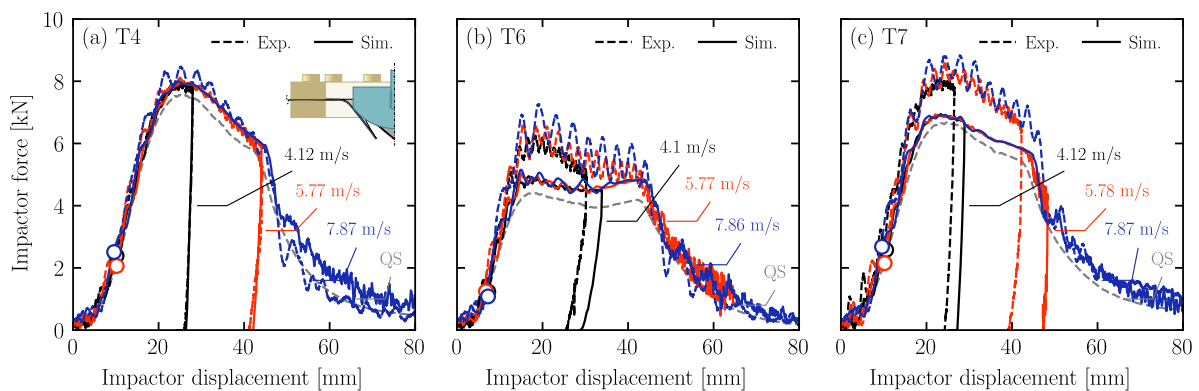 (a) T4
Exp. Sim.
4.12 m/s
5.77 m/s
7.87 m/s
QS
Impactor force [kN]
10
8
6
4
2
0
0 20 40 60 80
Impactor displacement [mm]
(b) T6
Exp. Sim.
4.1 m/s
5.77 m/s
7.86 m/s
QS
0 20 40 60 80
Impactor displacement [mm]
(c) T7
Exp. Sim.
4.12 m/s
5.78 m/s
7.87 m/s
QS
0 20 40 60 80
Impactor displacement [mm]